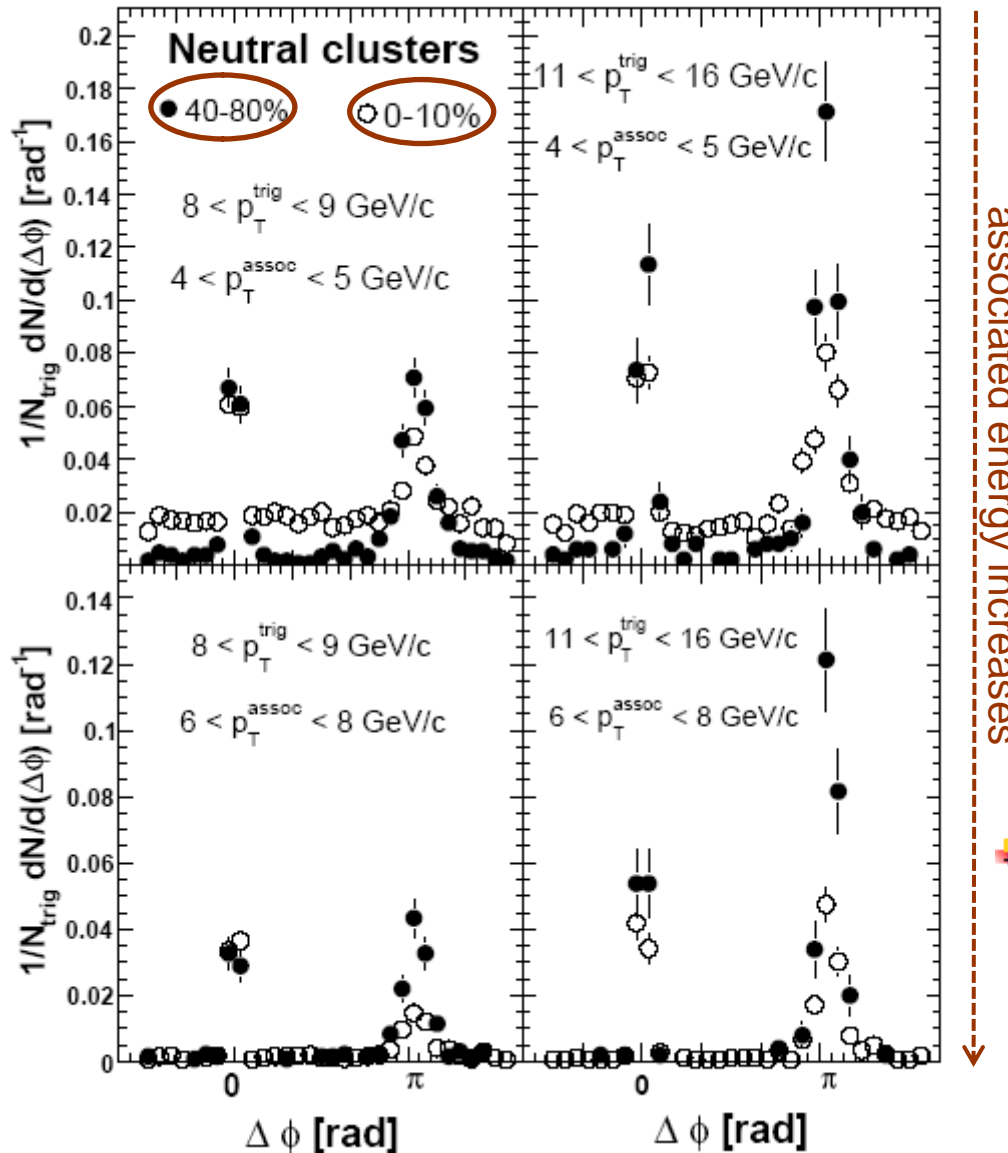 Neutral clusters
40-80%
0-10%
8 < p_T^trig < 9 GeV/c
4 < p_T^assoc < 5 GeV/c
11 < p_T^trig < 16 GeV/c
4 < p_T^assoc < 5 GeV/c
0.2
0.18
0.16
0.14
0.12
0.1
0.08
0.06
0.04
0.02
1/N_trig dN/d(Δϕ) [rad^-1]
8 < p_T^trig < 9 GeV/c
6 < p_T^assoc < 8 GeV/c
11 < p_T^trig < 16 GeV/c
6 < p_T^assoc < 8 GeV/c
0.14
0.12
0.1
0.08
0.06
0.04
0.02
0
1/N_trig dN/d(Δϕ) [rad^-1]
0
π
0
π
Δ ϕ [rad]
Δ ϕ [rad]
associated energy increases